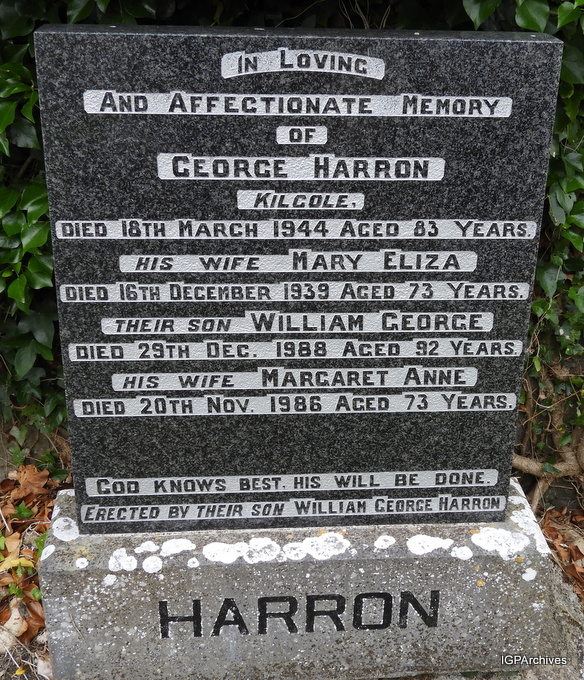 IN LOVING
AND AFFECTIONATE MEMORY
OF
GEORGE HARRON
KILCOLE,
DIED 18TH MARCH 1944 AGED 83 YEARS.
HIS WIFE MARY ELIZA
DIED 16TH DECEMBER 1939 AGED 73 YEARS.
THEIR SON WILLIAM GEORGE
DIED 29TH DEC. 1988 AGED 92 YEARS.
HIS WIFE MARGARET ANNE
DIED 20TH NOV. 1986 AGED 73 YEARS.
GOD KNOWS BEST. HIS WILL BE DONE.
ERECTED BY THEIR SON WILLIAM GEORGE HARRON
HARRON
IGPArchives